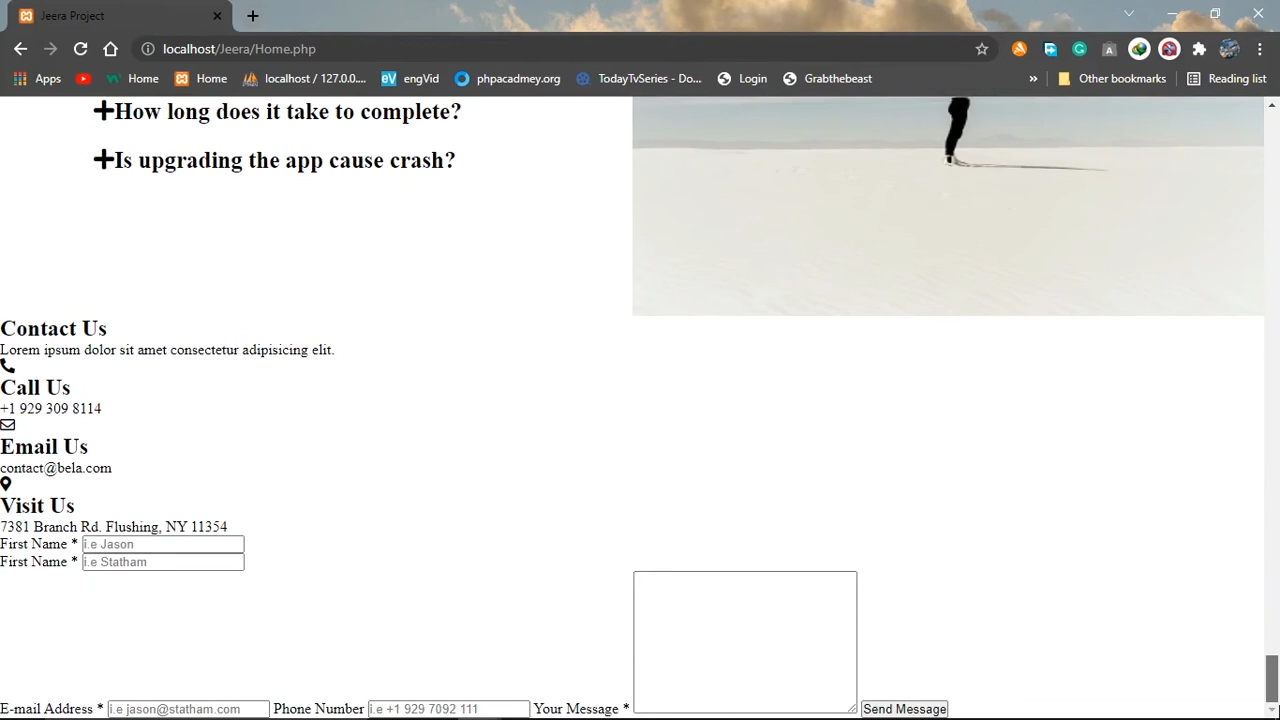 Jeera Project
localhost/Jeera/Home.php
Apps Home Home localhost / 127.0.0.... engVid phpacadmey.org TodayTvSeries - Do... Login Grabthebeast » Other bookmarks Reading list
How long does it take to complete?
Is upgrading the app cause crash?
Contact Us
Lorem ipsum dolor sit amet consectetur adipisicing elit.
Call Us
+1 929 309 8114
Email Us
contact@bela.com
Visit Us
7381 Branch Rd. Flushing, NY 11354
First Name * i.e Jason
First Name * i.e Statham
E-mail Address * i.e jason@statham.com Phone Number i.e +1 929 7092 111 Your Message * Send Message